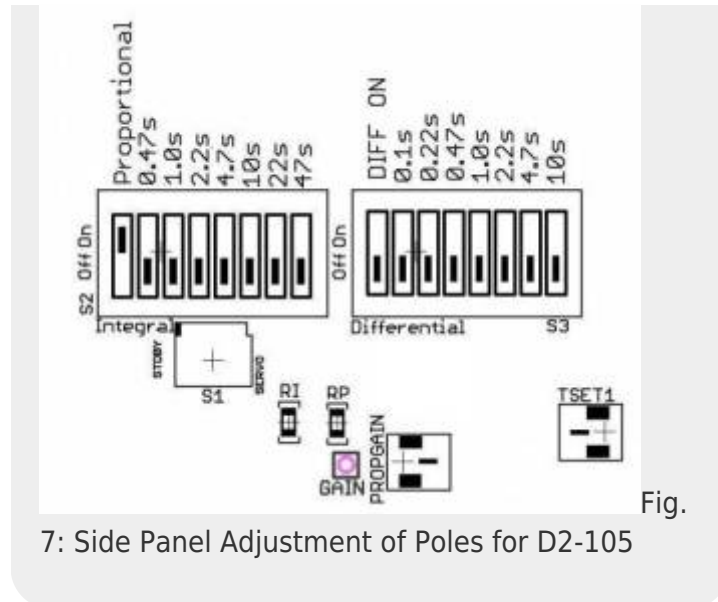 Proportional
0.47s
1.0s
2.2s
4.7s
10s
22s
47s
DIFF ON
0.1s
0.22s
0.47s
1.0s
2.2s
4.7s
10s
S2 Off On
Off On
Integral
Differential S3
STDBY
SERVO
S1
RI
RP
GAIN
PROPGAIN
TSET1
Fig.
7: Side Panel Adjustment of Poles for D2-105